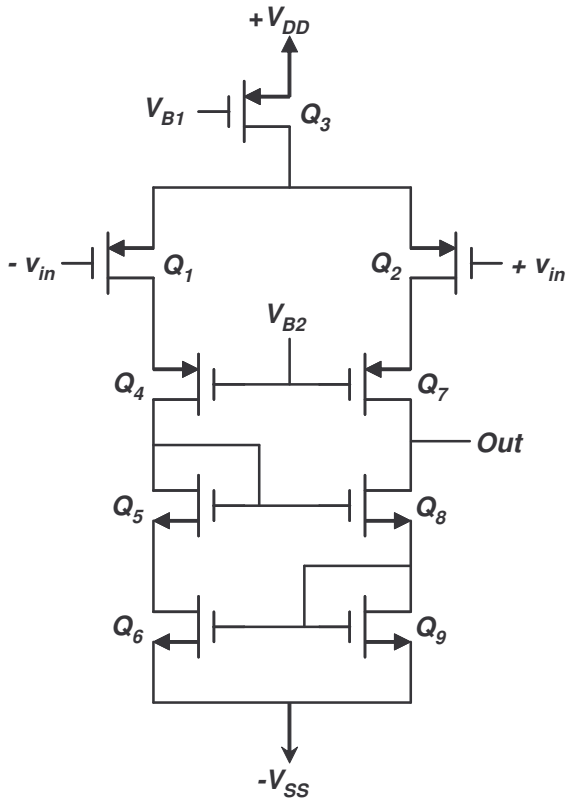 +V_DD
V_B1
Q_3
- v_in
Q_1
Q_2
+ v_in
V_B2
Q_4
Q_7
Out
Q_5
Q_8
Q_6
Q_9
-V_SS